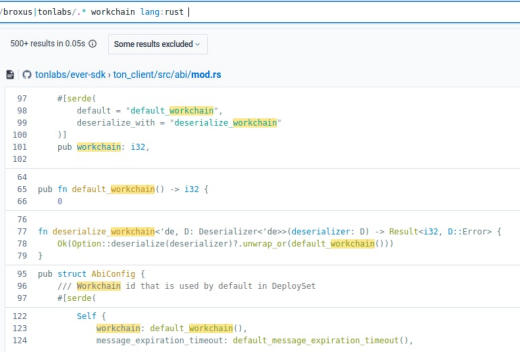 /broxus|tonlabs/.* workchain lang:rust
500+ results in 0.05s
Some results excluded
tonlabs/ever-sdk › ton_client/src/abi/mod.rs
97 #[serde(
98 default = "default_workchain",
99 deserialize_with = "deserialize_workchain"
100 )]
101 pub workchain: i32,
102
64
65 pub fn default_workchain() -> i32 {
66 0
76
77 fn deserialize_workchain<'de, D: Deserializer<'de>>(deserializer: D) -> Result<i32, D::Error> {
78 Ok(Option::deserialize(deserializer)?.unwrap_or(default_workchain()))
79 }
95 pub struct AbiConfig {
96 /// Workchain id that is used by default in DeploySet
97 #[serde(
122 Self {
123 workchain: default_workchain(),
124 message_expiration_timeout: default_message_expiration_timeout(),